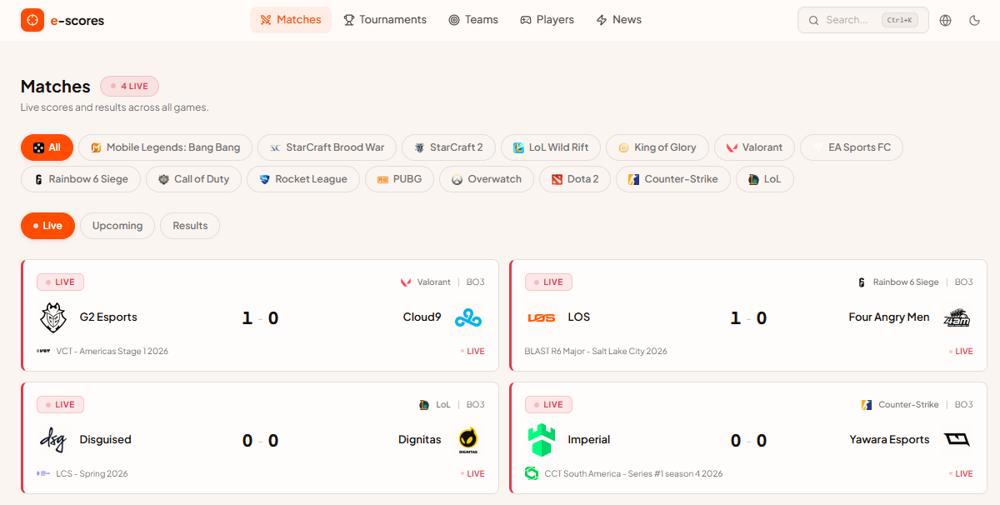 e-scores Matches Tournaments Teams Players News Search... Ctrl+K
Matches 4 LIVE
Live scores and results across all games.
All Mobile Legends: Bang Bang StarCraft Brood War StarCraft 2 LoL Wild Rift King of Glory Valorant EA Sports FC
Rainbow 6 Siege Call of Duty Rocket League PUBG Overwatch Dota 2 Counter-Strike LoL
Live Upcoming Results
LIVE Valorant | BO3
G2 Esports 1 - 0 Cloud9
VCT - Americas Stage 1 2026 LIVE
LIVE Rainbow 6 Siege | BO3
LØS LOS 1 - 0 Four Angry Men 4am
BLAST R6 Major - Salt Lake City 2026 LIVE
LIVE LoL | BO3
dsg Disguised 0 - 0 Dignitas DIGNITAS
LCS - Spring 2026 LIVE
LIVE Counter-Strike | BO3
Imperial 0 - 0 Yawara Esports
CCT South America - Series #1 season 4 2026 LIVE